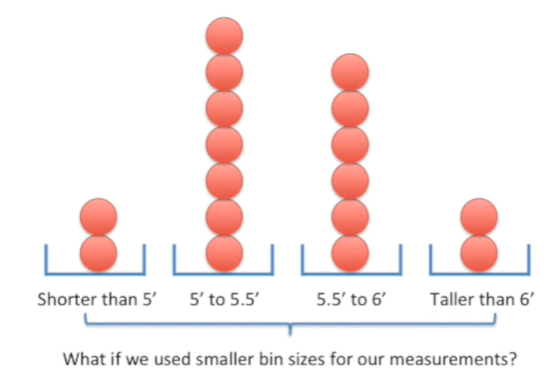 Shorter than 5′ 5′ to 5.5′ 5.5′ to 6′ Taller than 6′
What if we used smaller bin sizes for our measurements?